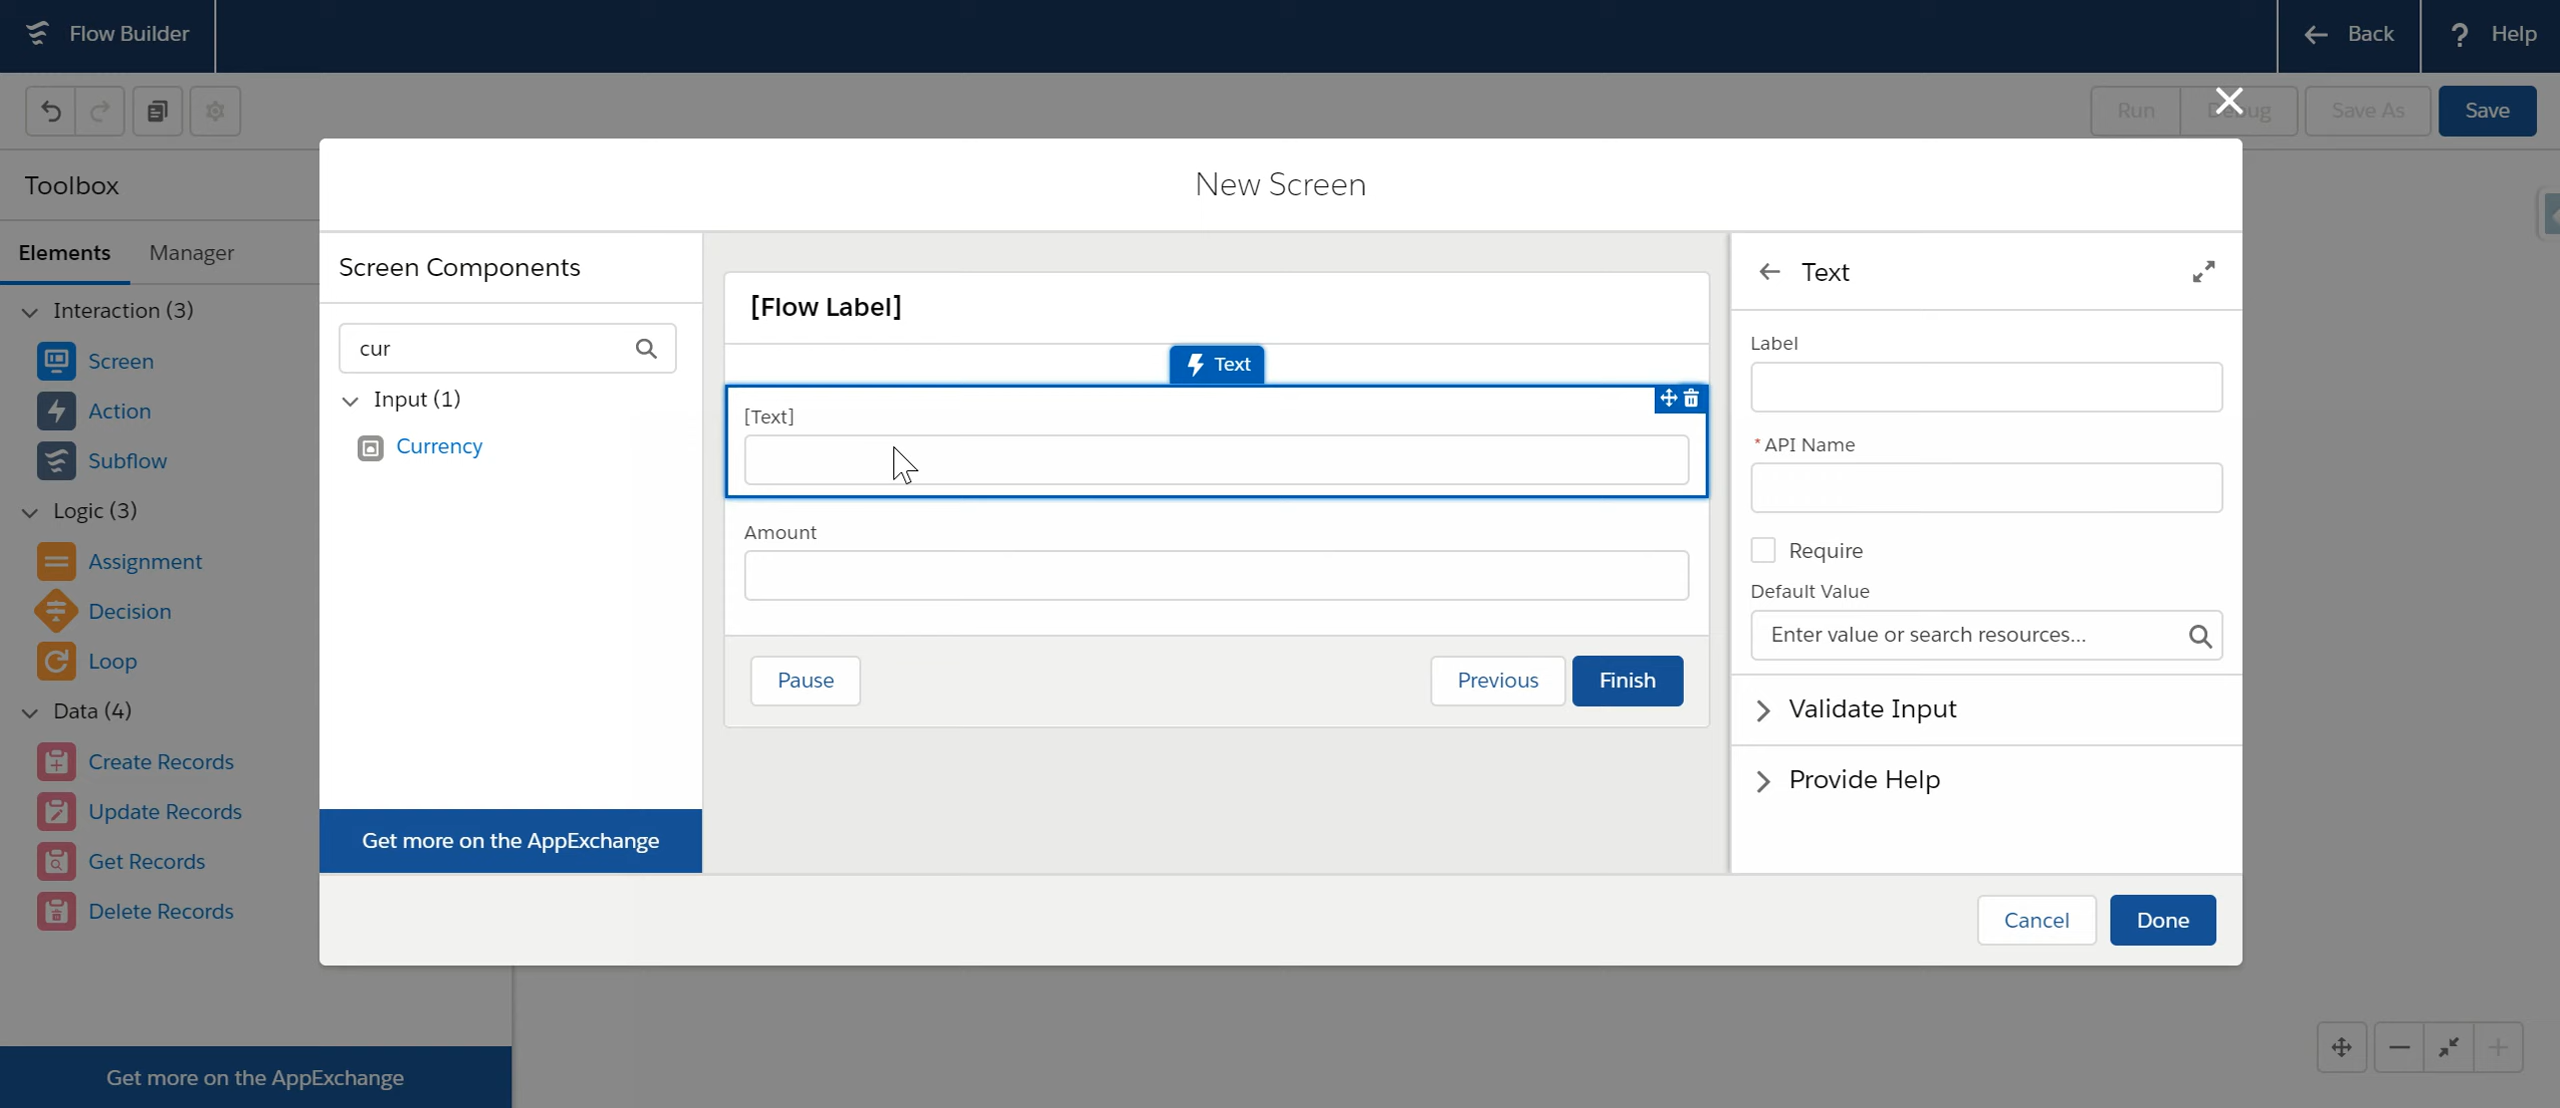 Flow Builder
Back
? Help
Run
Debug
Save As
Save
Toolbox
Elements
Manager
Interaction (3)
Screen
Action
Subflow
Logic (3)
Assignment
Decision
Loop
Data (4)
Create Records
Update Records
Get Records
Delete Records
Get more on the AppExchange
New Screen
Screen Components
cur
Input (1)
Currency
Get more on the AppExchange
[Flow Label]
Text
[Text]
Amount
Pause
Previous
Finish
Text
Label
* API Name
Require
Default Value
Enter value or search resources...
Validate Input
Provide Help
Cancel
Done